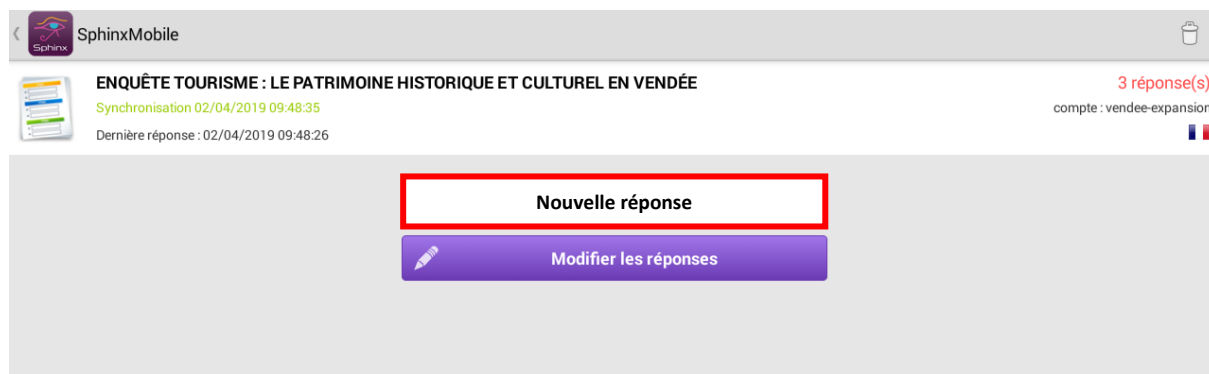 Sphinx
SphinxMobile
ENQUÊTE TOURISME : LE PATRIMOINE HISTORIQUE ET CULTUREL EN VENDÉE
3 réponse(s)
Synchronisation 02/04/2019 09:48:35
compte : vendee-expansion
Dernière réponse : 02/04/2019 09:48:26
Nouvelle réponse
Modifier les réponses